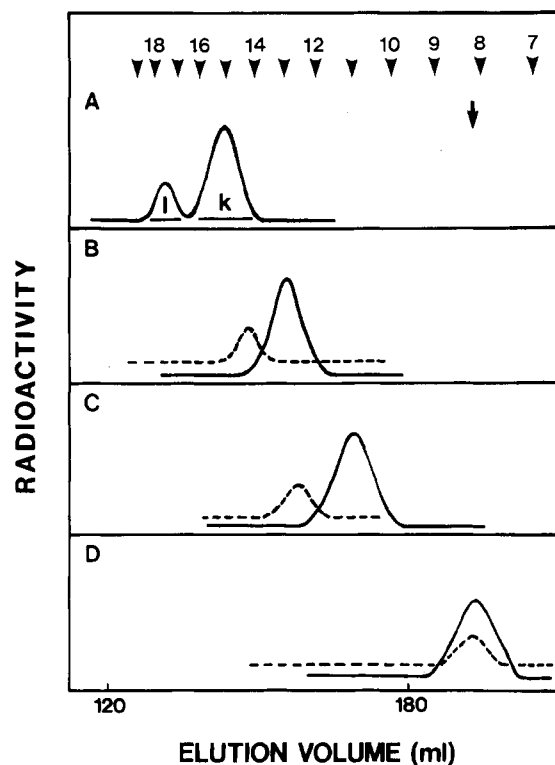 18 16 14 12 10 9 8 7
A
l k
B
C
D
RADIOACTIVITY
120 180
ELUTION VOLUME (ml)